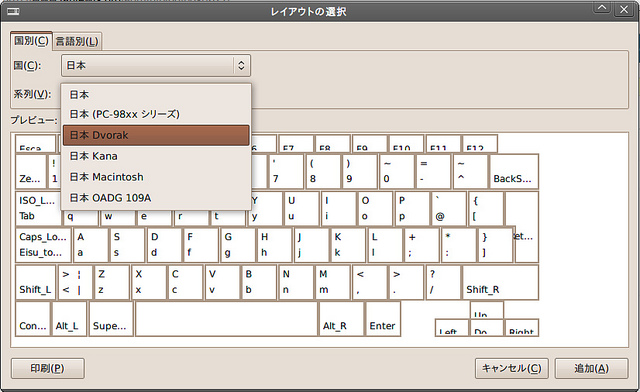 レイアウトの選択
国別(C) 言語別(L)
国(C): 日本
系列(V):
日本
日本 (PC-98xx シリーズ)
日本 Dvorak
日本 Kana
日本 Macintosh
日本 OADG 109A
プレビュー:
Esca F7 F8 F9 F10 F11 F12
Ze... ! ' ( ) ~ = ~ BackS...
1 7 8 9 0 - ^
ISO_L... Y U I O P ` {
Tab q w e r t y u i o p @ [
Caps_Lo... A S D F G H J K L + * } et...
Eisu_to... a s d f g h j k l ; : ]
Shift_L > ¦ Z X C V B N M < > ? Shift_R
< | z x c v b n m , . /
Con... Alt_L Supe... Alt_R Enter
Up
Left Do Right
印刷(P) キャンセル(C) 追加(A)